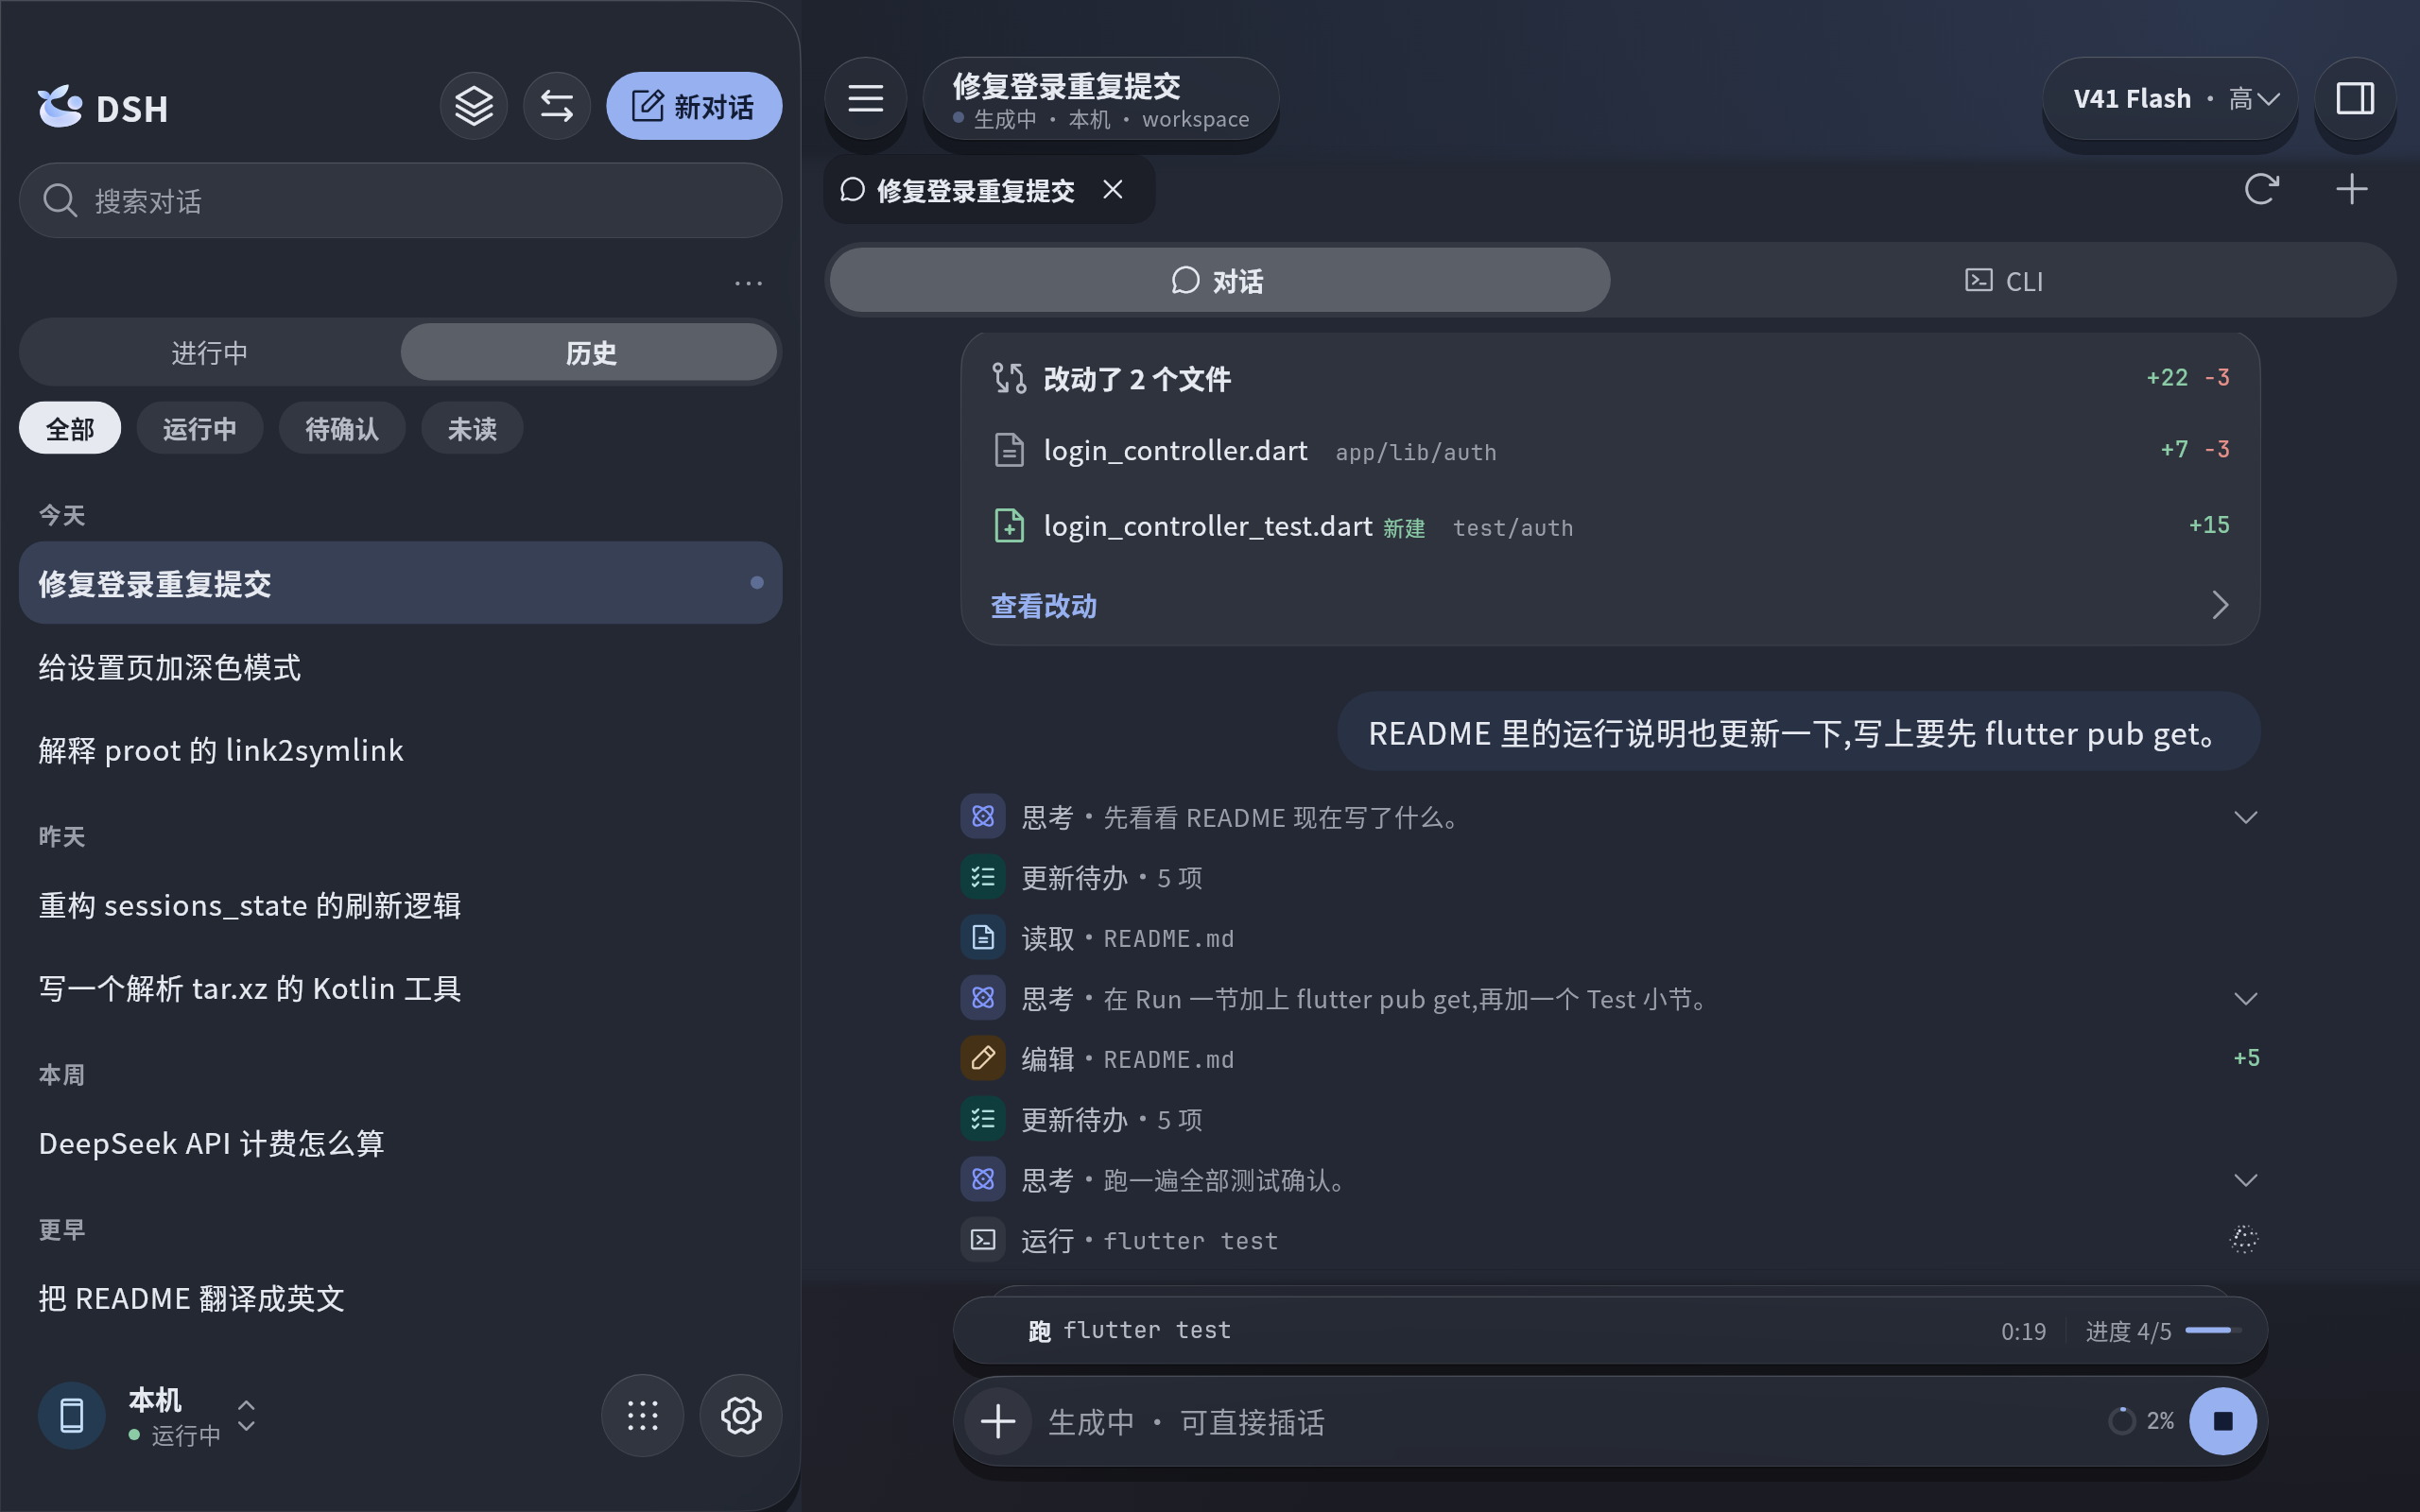 DSH
新对话
搜索对话
进行中
历史
全部
运行中
待确认
未读
今天
修复登录重复提交
给设置页加深色模式
解释 proot 的 link2symlink
昨天
重构 sessions_state 的刷新逻辑
写一个解析 tar.xz 的 Kotlin 工具
本周
DeepSeek API 计费怎么算
更早
把 README 翻译成英文
本机
运行中
修复登录重复提交
生成中 • 本机 • workspace
V41 Flash • 高
修复登录重复提交
对话
CLI
改动了 2 个文件 +22 -3
login_controller.dart app/lib/auth +7 -3
login_controller_test.dart 新建 test/auth +15
查看改动
README 里的运行说明也更新一下,写上要先 flutter pub get。
思考 • 先看看 README 现在写了什么。
更新待办 • 5 项
读取 • README.md
思考 • 在 Run 一节加上 flutter pub get,再加一个 Test 小节。
编辑 • README.md +5
更新待办 • 5 项
思考 • 跑一遍全部测试确认。
运行 • flutter test
跑 flutter test 0:19 进度 4/5
生成中 • 可直接插话 2%